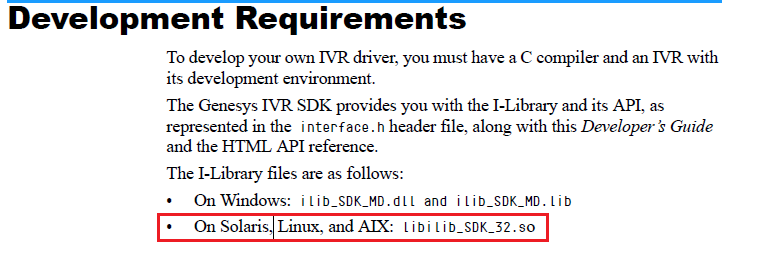 Development Requirements
To develop your own IVR driver, you must have a C compiler and an IVR with
its development environment.
The Genesys IVR SDK provides you with the I-Library and its API, as
represented in the interface.h header file, along with this Developer’s Guide
and the HTML API reference.
The I-Library files are as follows:
• On Windows: ilib_SDK_MD.dll and ilib_SDK_MD.lib
• On Solaris, Linux, and AIX: libilib_SDK_32.so